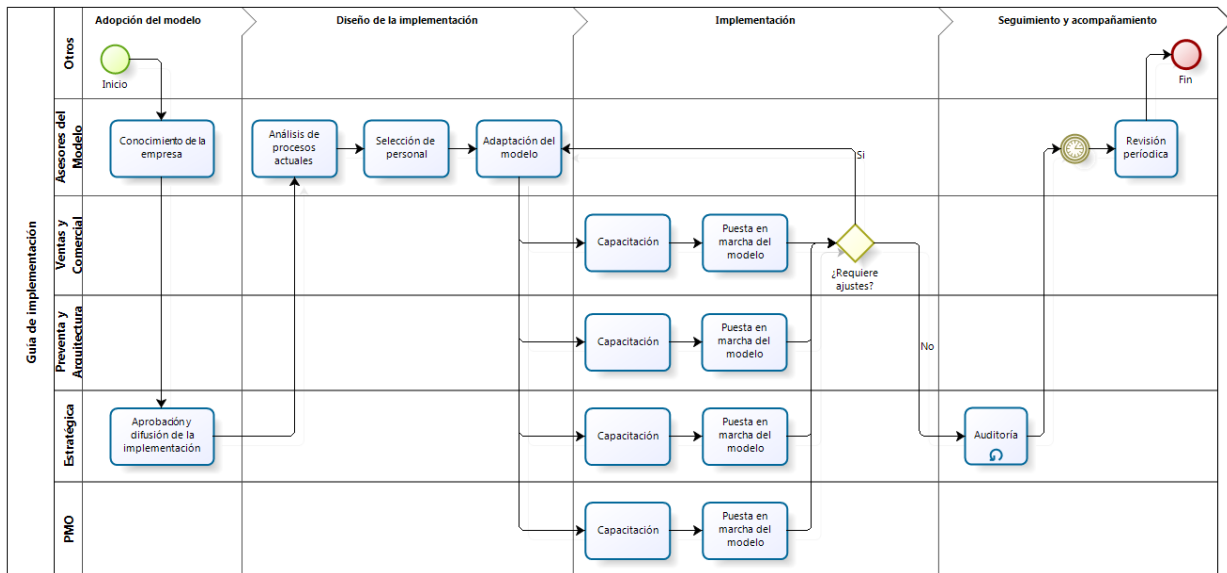 Adopción del modelo
Diseño de la implementación
Implementación
Seguimiento y acompañamiento
Guía de implementación
Otros
Inicio
Fin
Asesores del
Modelo
Conocimiento de la
empresa
Análisis de
procesos
actuales
Selección de
personal
Adaptación del
modelo
Si
Revisión
períodica
Ventas y
Comercial
Capacitación
Puesta en
marcha del
modelo
¿Requiere
ajustes?
Preventa y
Arquitectura
Capacitación
Puesta en
marcha del
modelo
No
Estratégica
Aprobación y
difusión de la
implementación
Capacitación
Puesta en
marcha del
modelo
Auditoría
PMO
Capacitación
Puesta en
marcha del
modelo